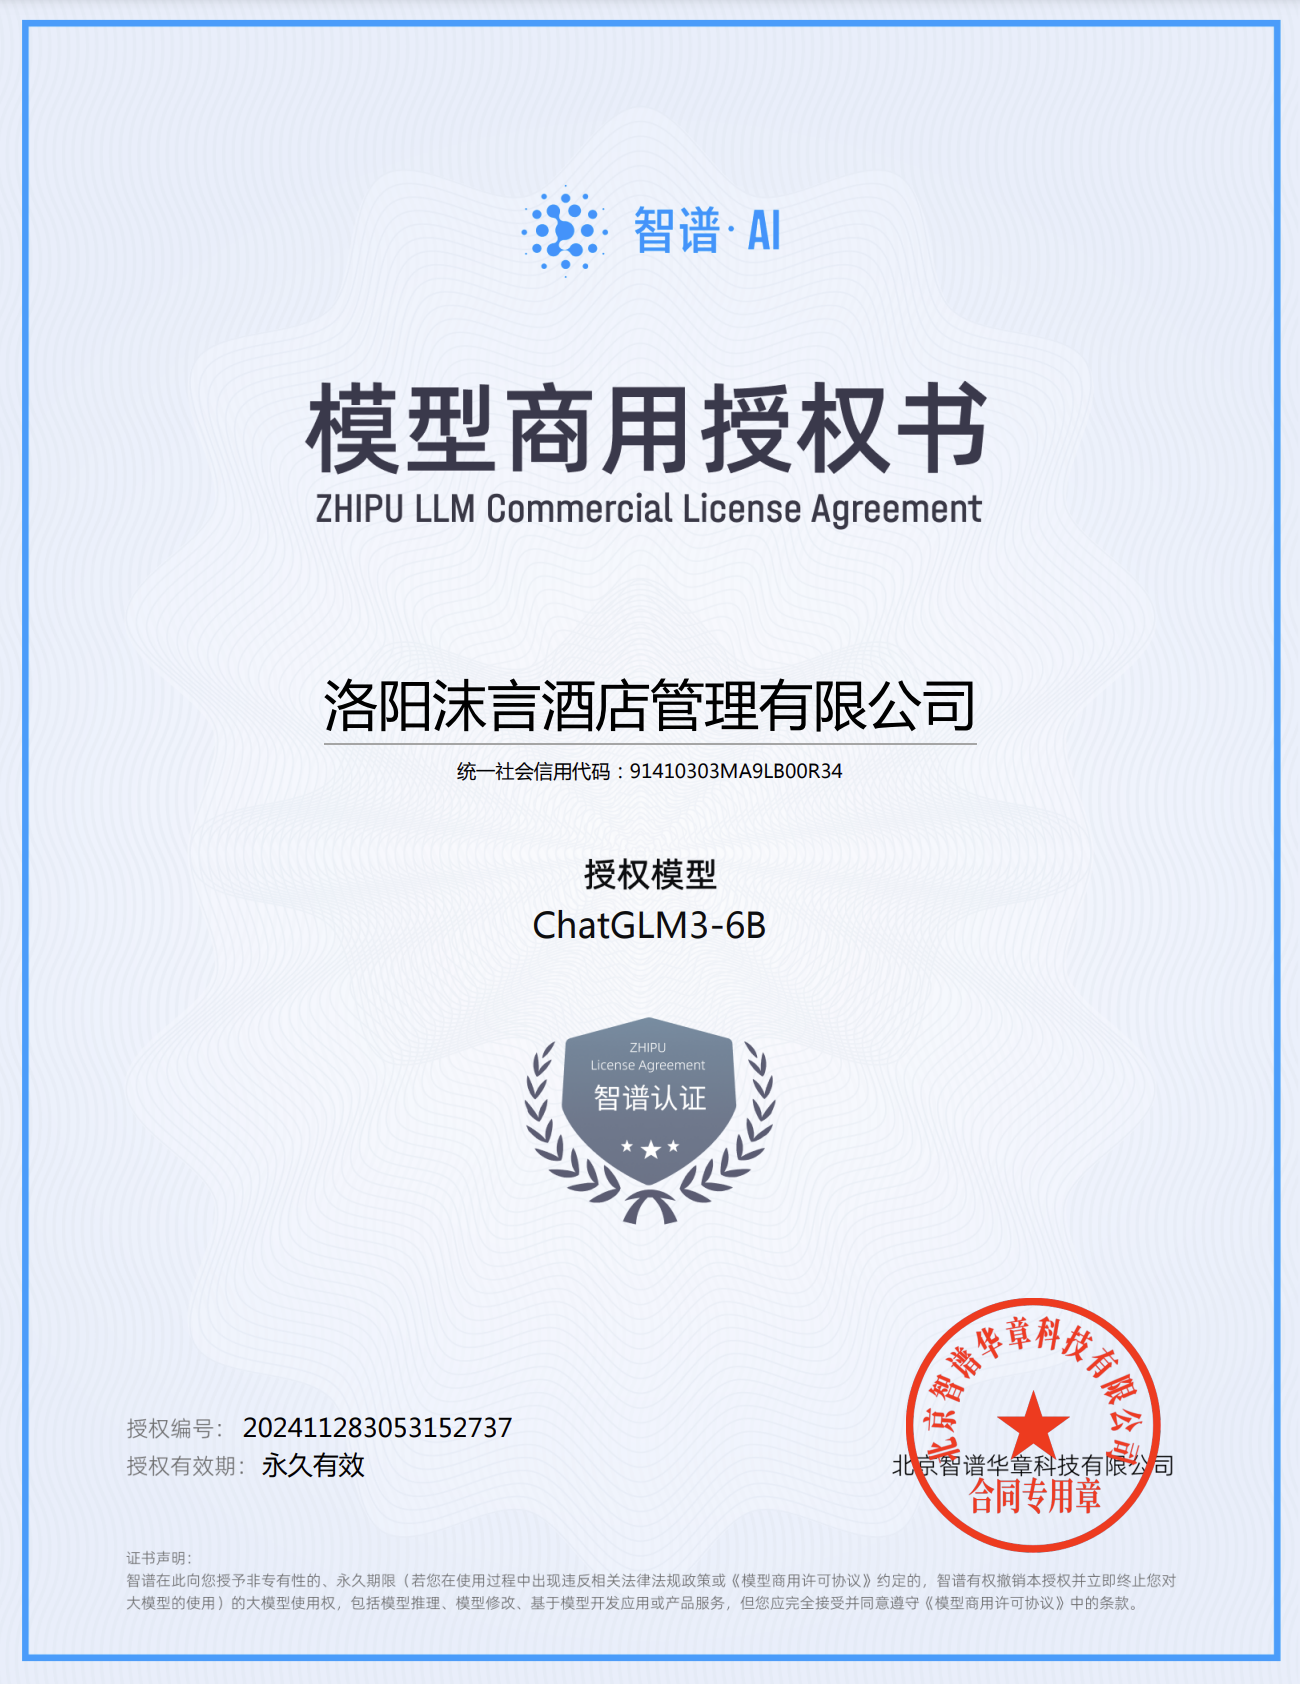 智谱·AI
模型商用授权书
ZHIPU LLM Commercial License Agreement
洛阳沫言酒店管理有限公司
统一社会信用代码：91410303MA9LB00R34
授权模型
ChatGLM3-6B
ZHIPU
License Agreement
智谱认证
授权编号： 202411283053152737
授权有效期： 永久有效
北京智谱华章科技有限公司
北京智谱华章科技有限公司
合同专用章
证书声明：
智谱在此向您授予非专有性的、永久期限（若您在使用过程中出现违反相关法律法规政策或《模型商用许可协议》约定的，智谱有权撤销本授权并立即终止您对
大模型的使用）的大模型使用权，包括模型推理、模型修改、基于模型开发应用或产品服务，但您应完全接受并同意遵守《模型商用许可协议》中的条款。